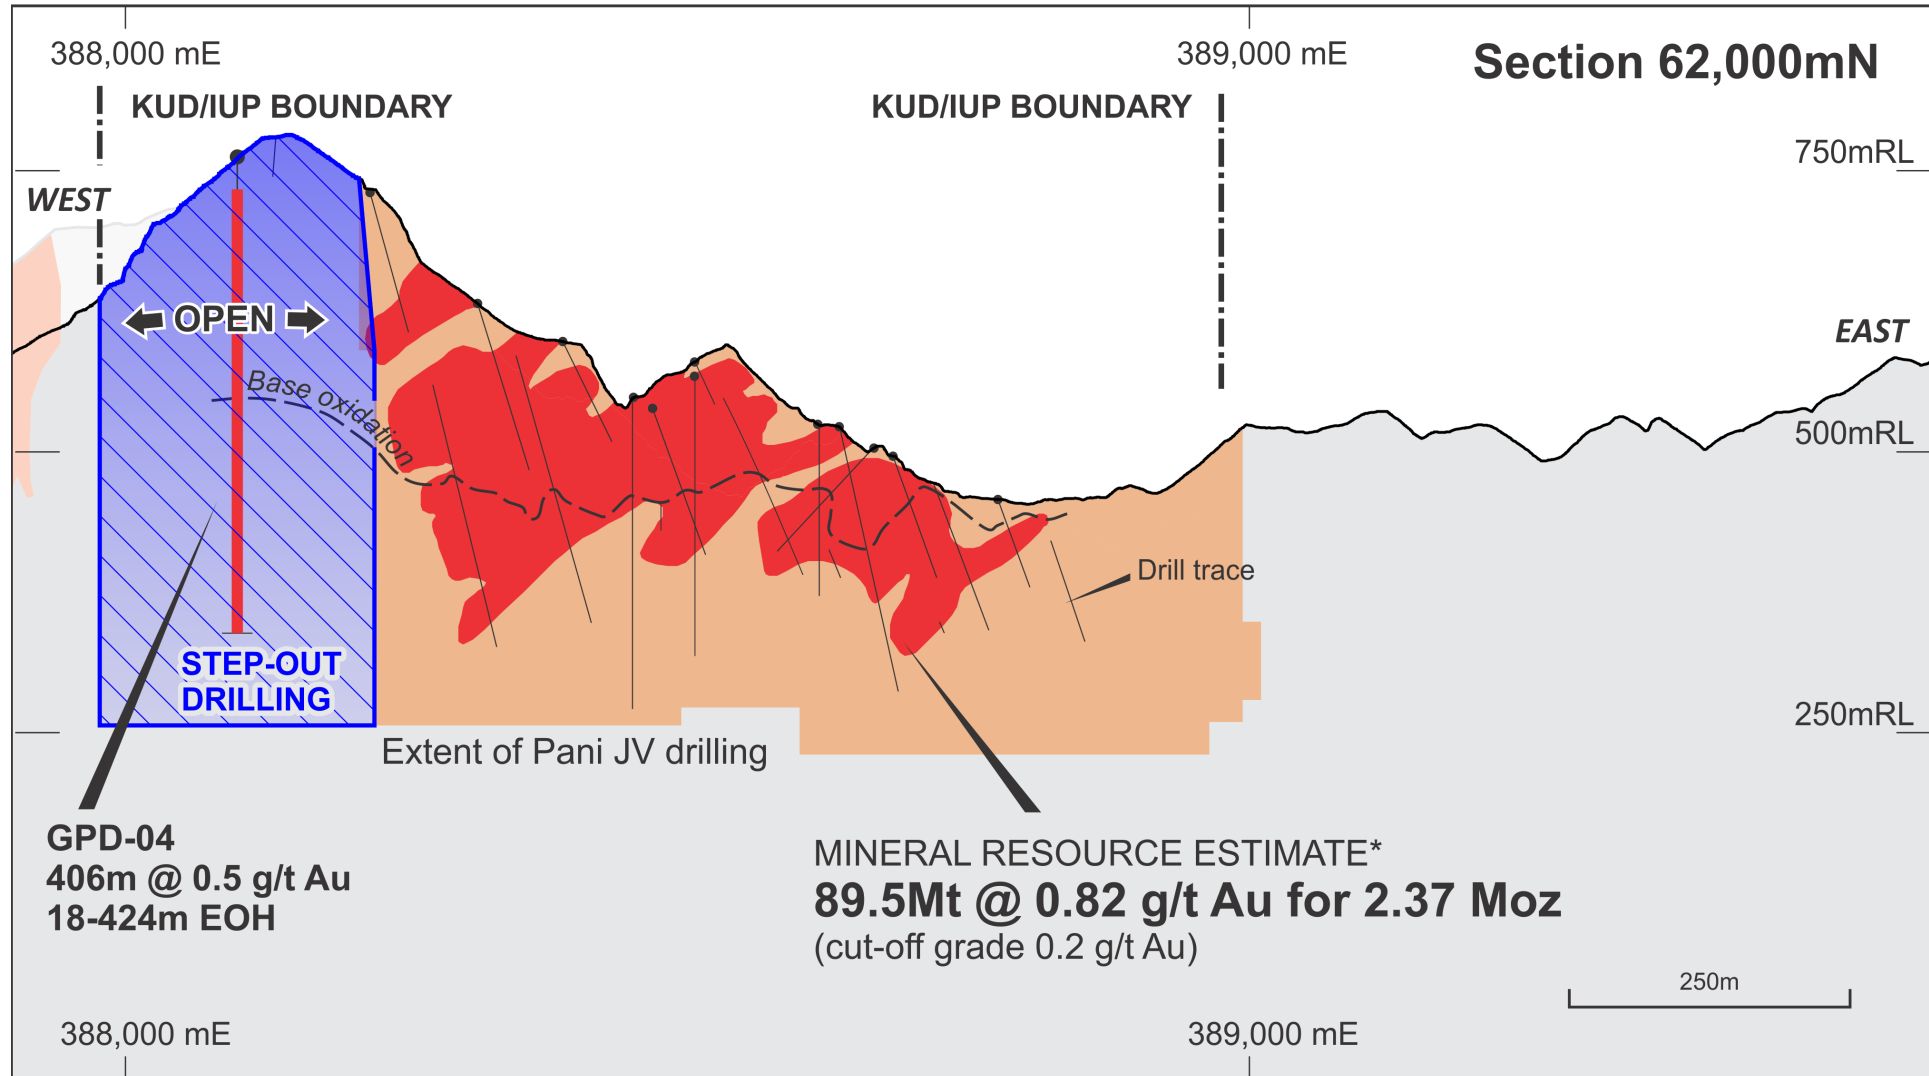 388,000 mE
389,000 mE
Section 62,000mN
KUD/IUP BOUNDARY
KUD/IUP BOUNDARY
750mRL
WEST
OPEN
EAST
Base oxidation
500mRL
Drill trace
STEP-OUT
DRILLING
250mRL
Extent of Pani JV drilling
GPD-04
406m @ 0.5 g/t Au
18-424m EOH
MINERAL RESOURCE ESTIMATE*
89.5Mt @ 0.82 g/t Au for 2.37 Moz
(cut-off grade 0.2 g/t Au)
250m
388,000 mE
389,000 mE